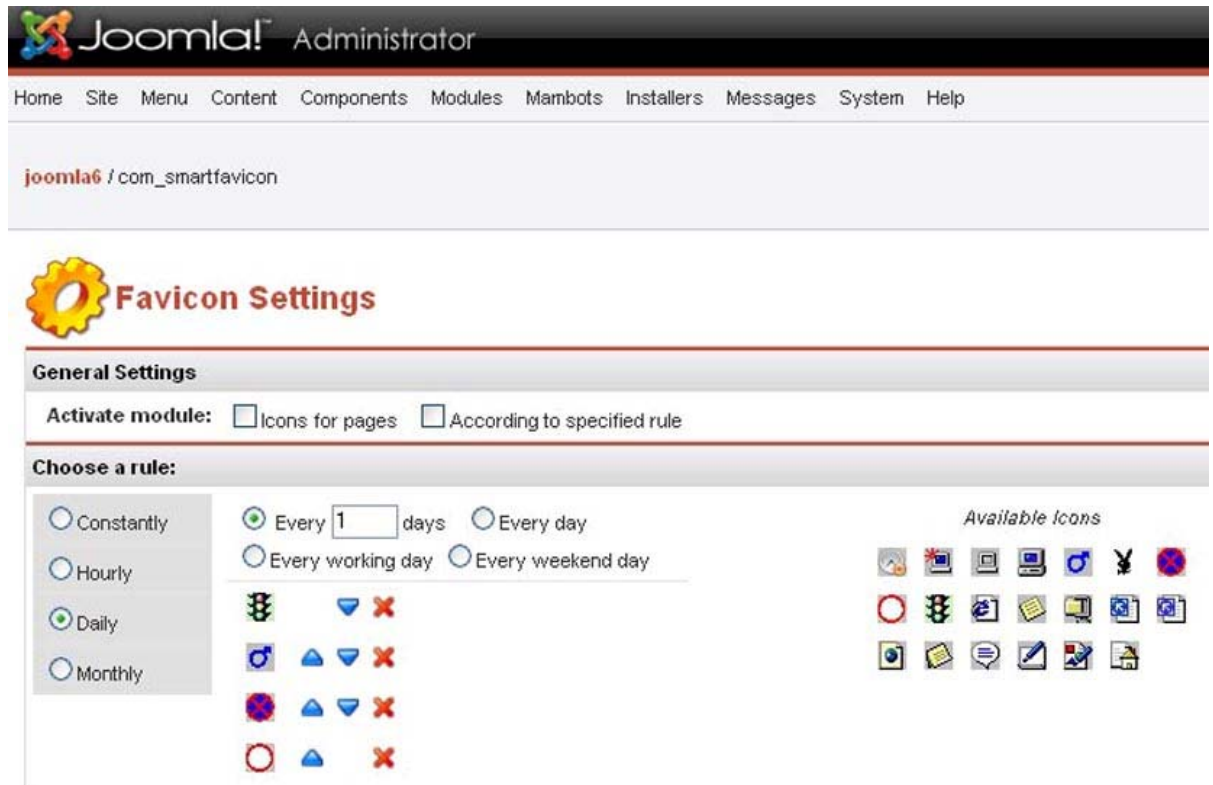 Joomla! Administrator
Home Site Menu Content Components Modules Mambots Installers Messages System Help
joomla6 / com_smartfavicon
Favicon Settings
General Settings
Activate module: Icons for pages According to specified rule
Choose a rule:
Constantly
Hourly
Daily
Monthly
Every 1 days Every day
Every working day Every weekend day
Available Icons